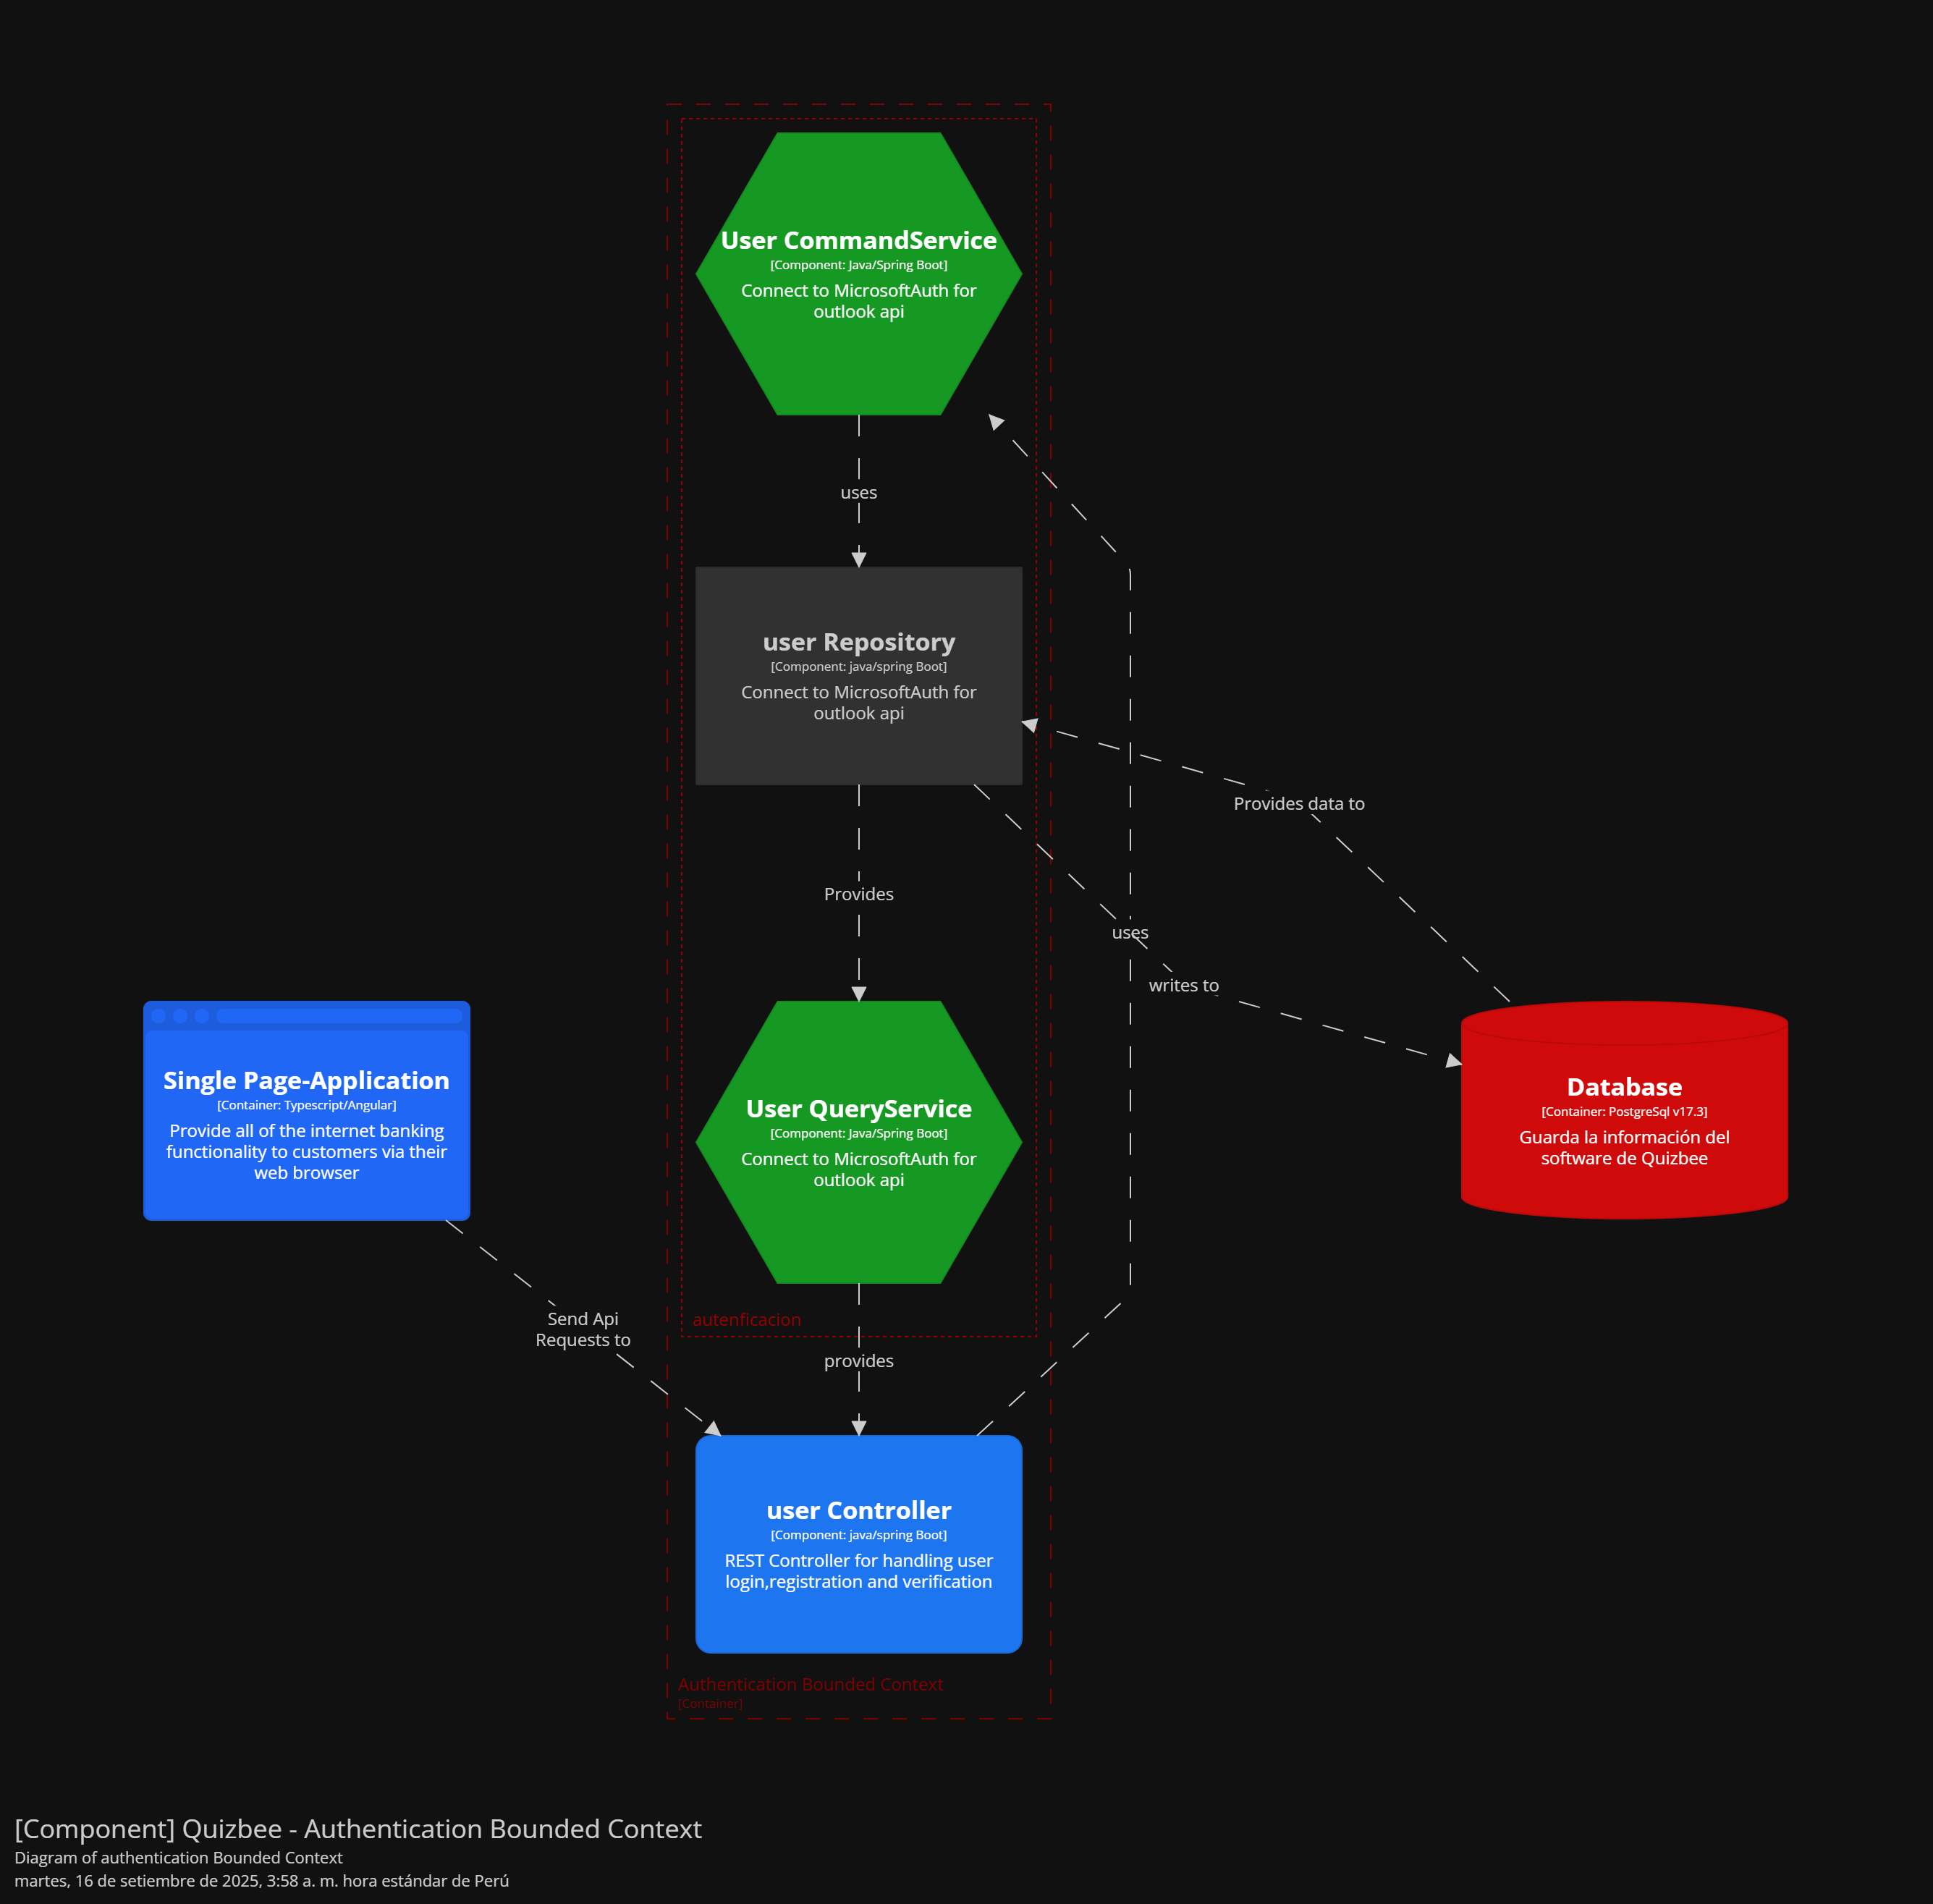 User CommandService
[Component: Java/Spring Boot]
Connect to MicrosoftAuth for
outlook api
uses
user Repository
[Component: java/spring Boot]
Connect to MicrosoftAuth for
outlook api
Provides data to
Provides
uses
writes to
Single Page-Application
[Container: Typescript/Angular]
Provide all of the internet banking
functionality to customers via their
web browser
User QueryService
[Component: Java/Spring Boot]
Connect to MicrosoftAuth for
outlook api
Database
[Container: PostgreSql v17.3]
Guarda la información del
software de Quizbee
Send Api
Requests to
autenficacion
provides
user Controller
[Component: java/spring Boot]
REST Controller for handling user
login,registration and verification
Authentication Bounded Context
[Container]
[Component] Quizbee - Authentication Bounded Context
Diagram of authentication Bounded Context
martes, 16 de setiembre de 2025, 3:58 a. m. hora estándar de Perú